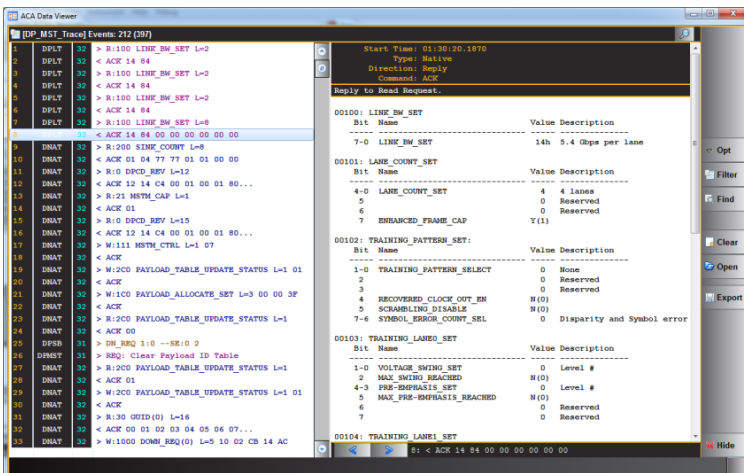 ACA Data Viewer
[DP_MST_Trace] Events: 212 (397)
1 DPLT 32 > R:100 LINK_BW_SET L=2
2 DPLT 32 < ACK 14 84
3 DPLT 32 > R:100 LINK_BW_SET L=2
4 DPLT 32 < ACK 14 84
5 DPLT 32 > R:100 LINK_BW_SET L=2
6 DPLT 32 < ACK 14 84
7 DPLT 32 > R:100 LINK_BW_SET L=8
8 32 < ACK 14 84 00 00 00 00 00 00
9 DNAT 32 > R:200 SINK_COUNT L=8
10 DNAT 32 < ACK 01 04 77 77 01 01 00 00
11 DNAT 32 > R:0 DPCD_REV L=12
12 DNAT 32 < ACK 12 14 C4 00 01 00 01 80...
13 DNAT 32 > R:21 MSTM_CAP L=1
14 DNAT 32 < ACK 01
15 DNAT 32 > R:0 DPCD_REV L=15
16 DNAT 32 < ACK 12 14 C4 00 01 00 01 80...
17 DNAT 32 > W:111 MSTM_CTRL L=1 07
18 DNAT 32 < ACK
19 DNAT 32 > W:2C0 PAYLOAD_TABLE_UPDATE_STATUS L=1 01
20 DNAT 32 < ACK
21 DNAT 32 > W:1C0 PAYLOAD_ALLOCATE_SET L=3 00 00 3F
22 DNAT 32 < ACK
23 DNAT 32 > R:2C0 PAYLOAD_TABLE_UPDATE_STATUS L=1
24 DNAT 32 < ACK 00
25 DPSB 31 > DN_REQ 1:0 --SE:0 2
26 DPMST 31 > REQ: Clear Payload ID Table
27 DNAT 32 > R:2C0 PAYLOAD_TABLE_UPDATE_STATUS L=1
28 DNAT 32 < ACK 01
29 DNAT 32 > W:2C0 PAYLOAD_TABLE_UPDATE_STATUS L=1 01
30 DNAT 32 < ACK
31 DNAT 32 > R:30 GUID(0) L=16
32 DNAT 32 < ACK 00 01 02 03 04 05 06 07...
33 DNAT 32 > W:1000 DOWN_REQ(0) L=5 10 02 CB 14 AC
Start Time: 01:30:20.1870
Type: Native
Direction: Reply
Command: ACK
Reply to Read Request.
00100: LINK_BW_SET
Bit Name Value Description
7-0 LINK_BW_SET 14h 5.4 Gbps per lane
00101: LANE_COUNT_SET
Bit Name Value Description
4-0 LANE_COUNT_SET 4 4 lanes
5 0 Reserved
6 0 Reserved
7 ENHANCED_FRAME_CAP Y(1)
00102: TRAINING_PATTERN_SET:
Bit Name Value Description
1-0 TRAINING_PATTERN_SELECT 0 None
2 0 Reserved
3 0 Reserved
4 RECOVERED_CLOCK_OUT_EN N(0)
5 SCRAMBLING_DISABLE N(0)
7-6 SYMBOL_ERROR_COUNT_SEL 0 Disparity and Symbol error
00103: TRAINING_LANE0_SET
Bit Name Value Description
1-0 VOLTAGE_SWING_SET 0 Level #
2 MAX_SWING_REACHED N(0)
4-3 PRE-EMPHASIS_SET 0 Level #
5 MAX_PRE-EMPHASIS_REACHED N(0)
6 0 Reserved
7 0 Reserved
00104: TRAINING_LANE1_SET
8: < ACK 14 84 00 00 00 00 00 00
Opt
Filter
Find
Clear
Open
Export
Hide